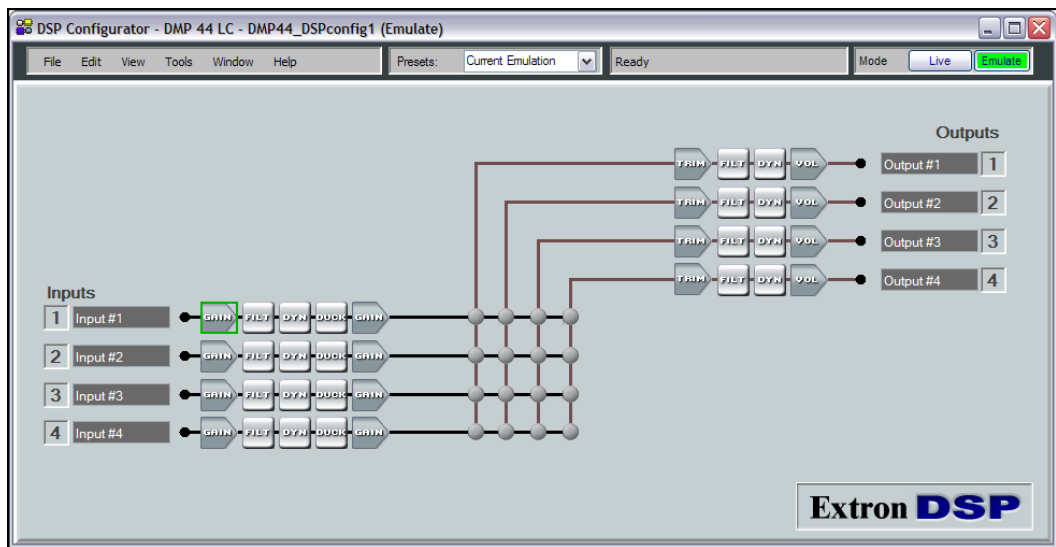 DSP Configurator - DMP 44 LC - DMP44_DSPconfig1 (Emulate)
File Edit View Tools Window Help Presets: Current Emulation Ready Mode Live Emulate
Outputs
TRIM FILT DYN VOL Output #1 1
TRIM FILT DYN VOL Output #2 2
TRIM FILT DYN VOL Output #3 3
TRIM FILT DYN VOL Output #4 4
Inputs
1 Input #1 GAIN FILT DYN DUCK GAIN
2 Input #2 GAIN FILT DYN DUCK GAIN
3 Input #3 GAIN FILT DYN DUCK GAIN
4 Input #4 GAIN FILT DYN DUCK GAIN
Extron DSP